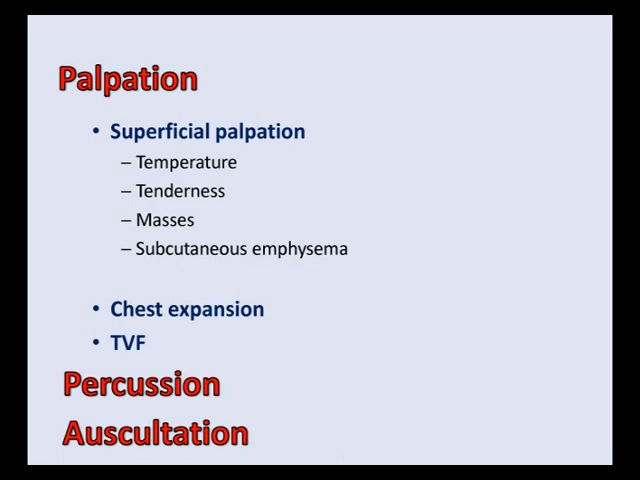 Palpation
• Superficial palpation
– Temperature
– Tenderness
– Masses
– Subcutaneous emphysema
• Chest expansion
• TVF
Percussion
Auscultation